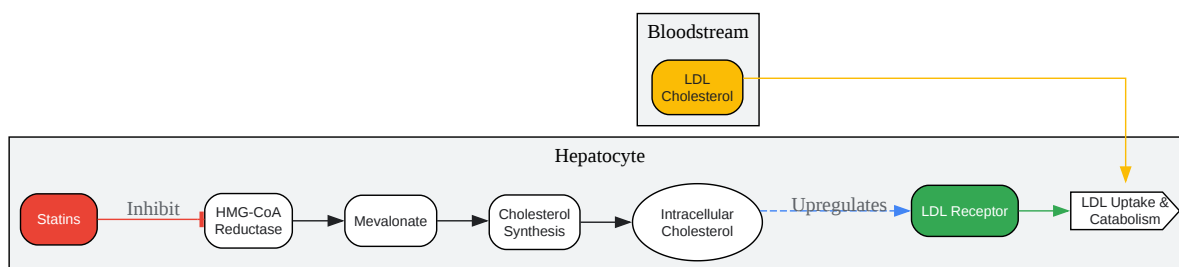 Bloodstream
LDL
Cholesterol
Hepatocyte
Statins
Inhibit
HMG-CoA
Reductase
Mevalonate
Cholesterol
Synthesis
Intracellular
Cholesterol
Upregulates
LDL Receptor
LDL Uptake &
Catabolism